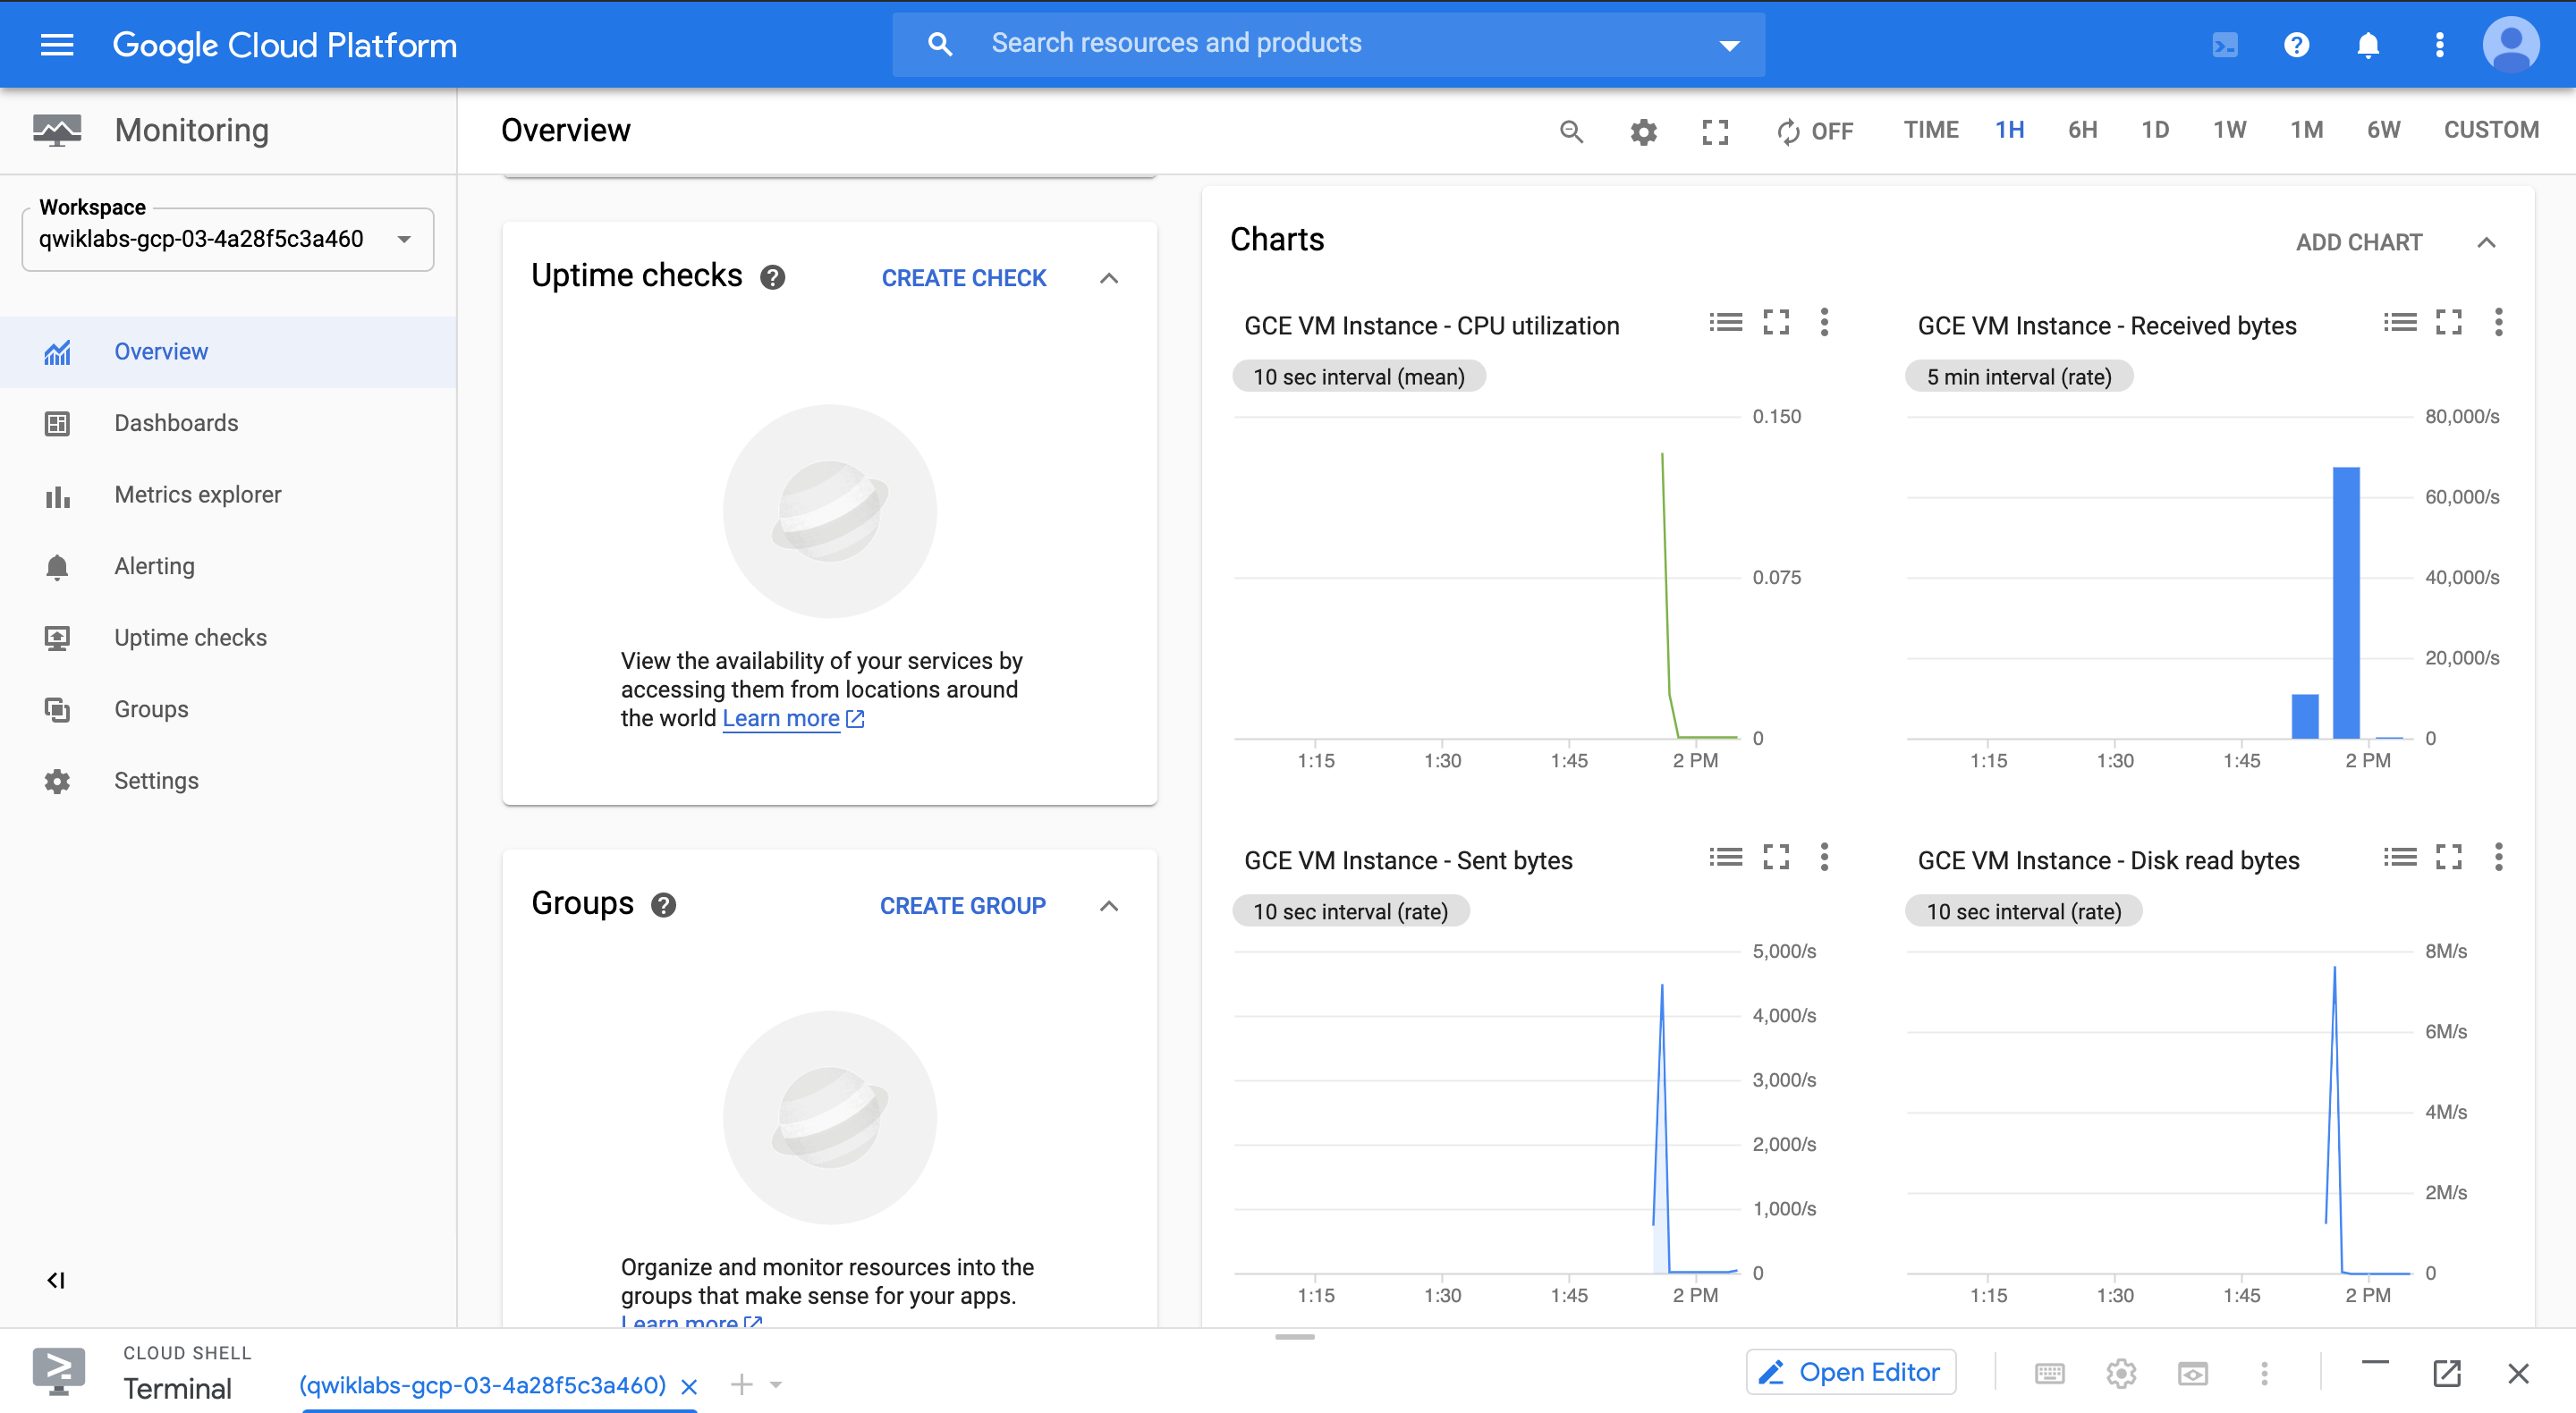 Google Cloud Platform
Search resources and products
Monitoring
Overview
OFF
TIME
1H
6H
1D
1W
1M
6W
CUSTOM
Workspace
qwiklabs-gcp-03-4a28f5c3a460
Overview
Dashboards
Metrics explorer
Alerting
Uptime checks
Groups
Settings
Uptime checks
CREATE CHECK
View the availability of your services by
accessing them from locations around
the world Learn more
Groups
CREATE GROUP
Organize and monitor resources into the
groups that make sense for your apps.
Learn more
Charts
ADD CHART
GCE VM Instance - CPU utilization
10 sec interval (mean)
0.150
0.075
0
1:15
1:30
1:45
2 PM
GCE VM Instance - Received bytes
5 min interval (rate)
80,000/s
60,000/s
40,000/s
20,000/s
0
1:15
1:30
1:45
2 PM
GCE VM Instance - Sent bytes
10 sec interval (rate)
5,000/s
4,000/s
3,000/s
2,000/s
1,000/s
0
1:15
1:30
1:45
2 PM
GCE VM Instance - Disk read bytes
10 sec interval (rate)
8M/s
6M/s
4M/s
2M/s
0
1:15
1:30
1:45
2 PM
CLOUD SHELL
Terminal
(qwiklabs-gcp-03-4a28f5c3a460)
Open Editor